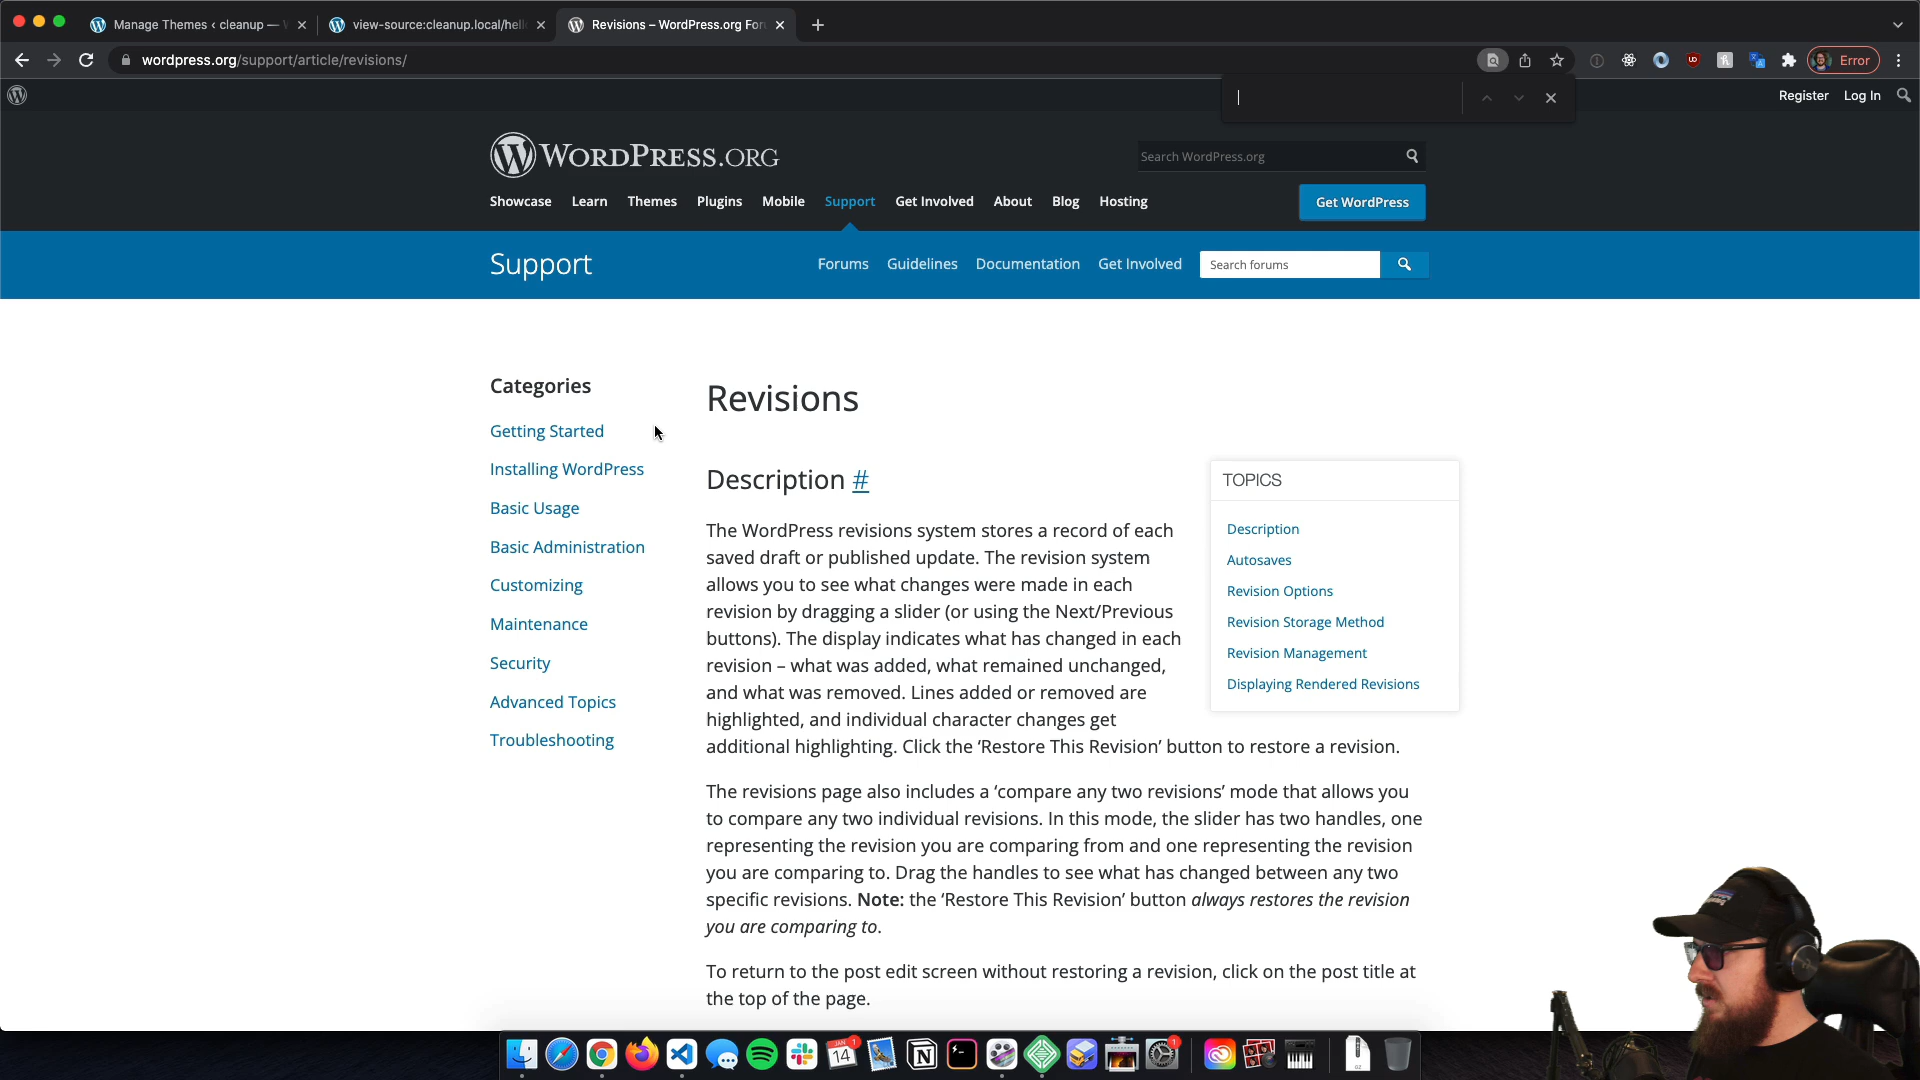 Manage Themes ‹ cleanup —
view-source:cleanup.local/hell
Revisions – WordPress.org For
wordpress.org/support/article/revisions/
Error
Register Log In
WORDPRESS.ORG
Search WordPress.org
Showcase Learn Themes Plugins Mobile Support Get Involved About Blog Hosting
Get WordPress
Support
Forums Guidelines Documentation Get Involved
Search forums
Categories
Getting Started
Installing WordPress
Basic Usage
Basic Administration
Customizing
Maintenance
Security
Advanced Topics
Troubleshooting
Revisions
Description #
The WordPress revisions system stores a record of each
saved draft or published update. The revision system
allows you to see what changes were made in each
revision by dragging a slider (or using the Next/Previous
buttons). The display indicates what has changed in each
revision – what was added, what remained unchanged,
and what was removed. Lines added or removed are
highlighted, and individual character changes get
additional highlighting. Click the ‘Restore This Revision’ button to restore a revision.
TOPICS
Description
Autosaves
Revision Options
Revision Storage Method
Revision Management
Displaying Rendered Revisions
The revisions page also includes a ‘compare any two revisions’ mode that allows you
to compare any two individual revisions. In this mode, the slider has two handles, one
representing the revision you are comparing from and one representing the revision
you are comparing to. Drag the handles to see what has changed between any two
specific revisions. Note: the ‘Restore This Revision’ button always restores the revision
you are comparing to.
To return to the post edit screen without restoring a revision, click on the post title at
the top of the page.
JAN
14
1
1